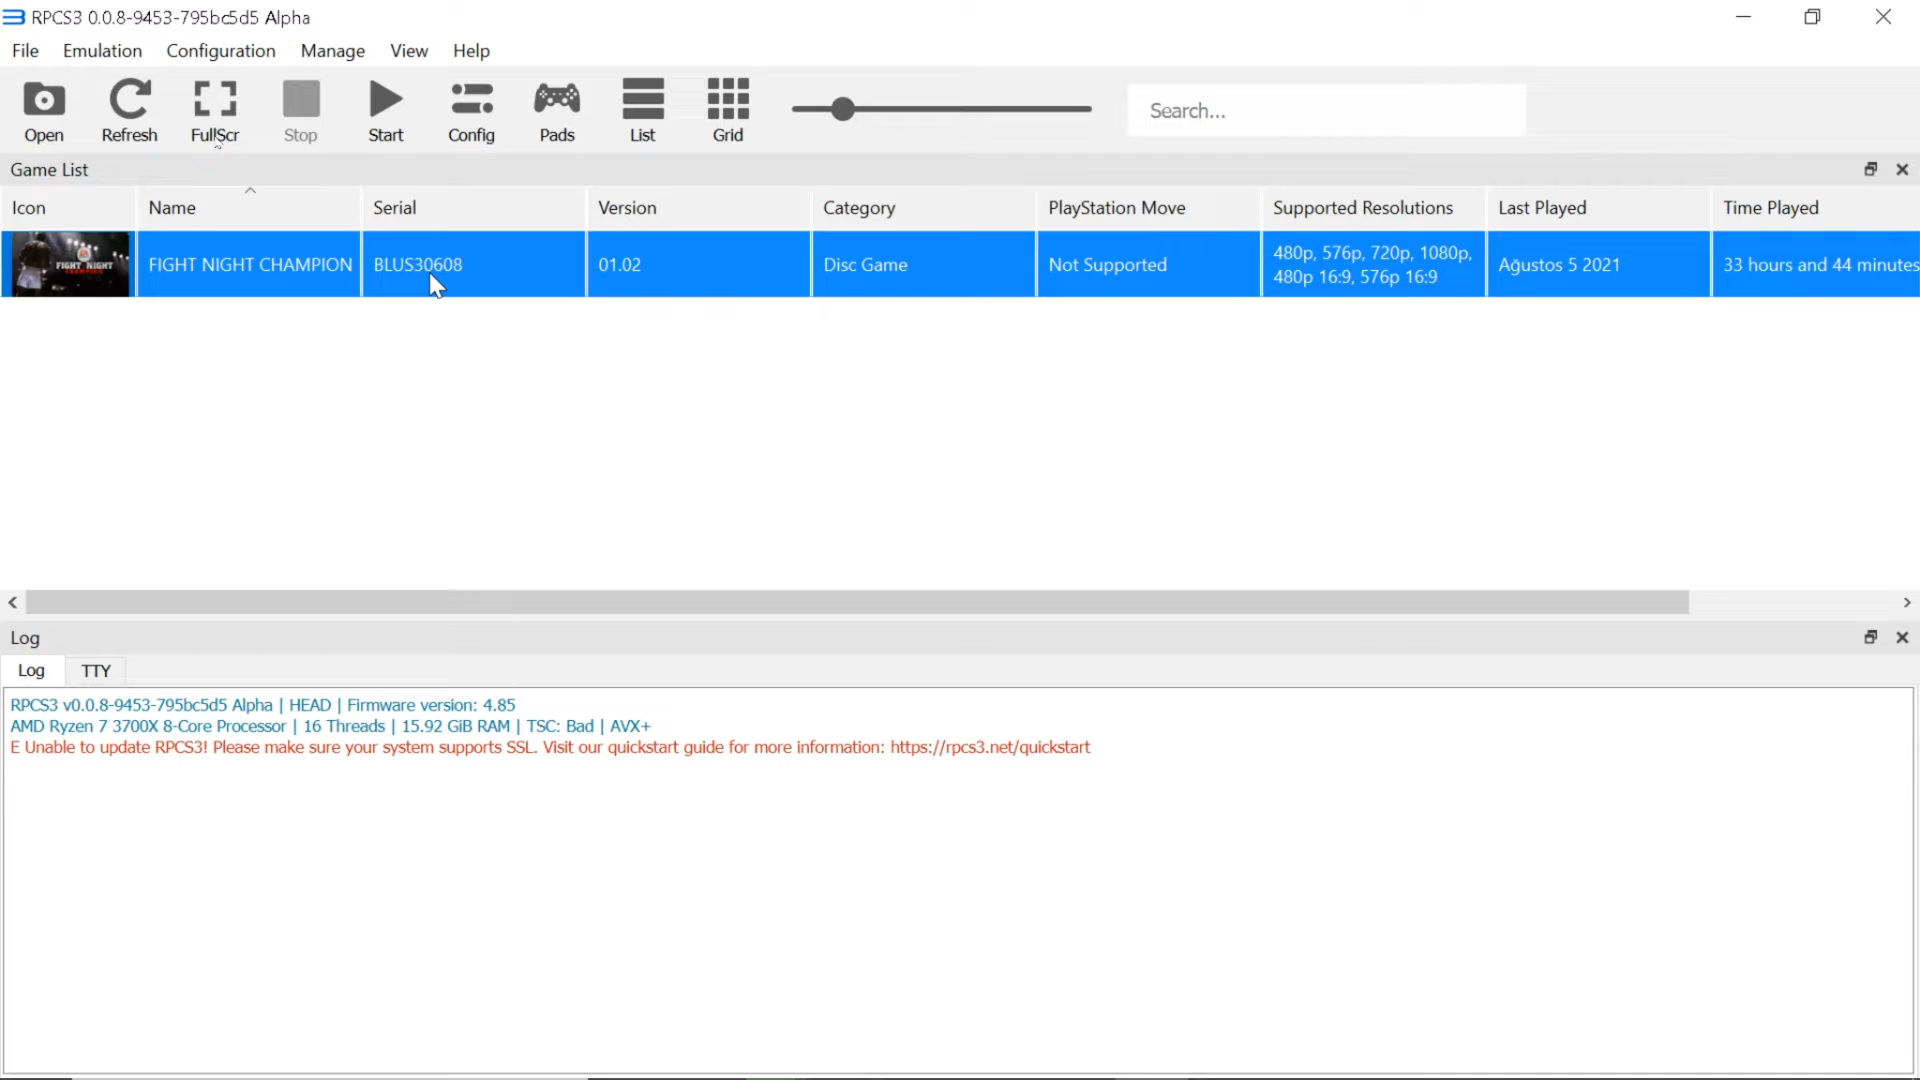 RPCS3 0.0.8-9453-795bc5d5 Alpha
File Emulation Configuration Manage View Help
Open Refresh FullScr Stop Start Config Pads List Grid Search...
Game List
Icon Name Serial Version Category PlayStation Move Supported Resolutions Last Played Time Played
FIGHT NIGHT CHAMPION FIGHT NIGHT CHAMPION BLUS30608 01.02 Disc Game Not Supported 480p, 576p, 720p, 1080p, Ağustos 5 2021 33 hours and 44 minutes
480p 16:9, 576p 16:9
Log
Log TTY
RPCS3 v0.0.8-9453-795bc5d5 Alpha | HEAD | Firmware version: 4.85
AMD Ryzen 7 3700X 8-Core Processor | 16 Threads | 15.92 GiB RAM | TSC: Bad | AVX+
E Unable to update RPCS3! Please make sure your system supports SSL. Visit our quickstart guide for more information: https://rpcs3.net/quickstart